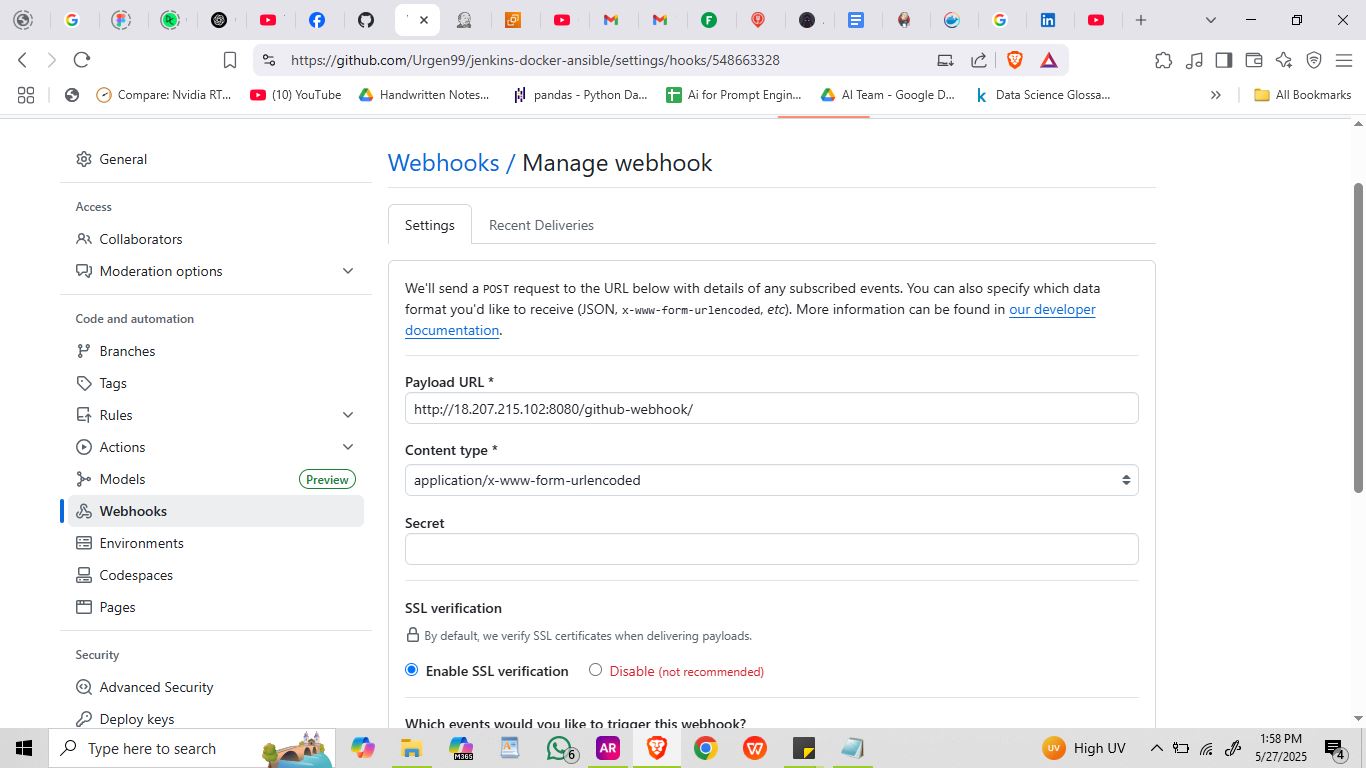 https://github.com/Urgen99/jenkins-docker-ansible/settings/hooks/548663328
Compare: Nvidia RT...
(10) YouTube
Handwritten Notes...
pandas - Python Da...
Ai for Prompt Engin...
AI Team - Google D...
Data Science Glossa...
»
All Bookmarks
General
Access
Collaborators
Moderation options
Code and automation
Branches
Tags
Rules
Actions
Models
Preview
Webhooks
Environments
Codespaces
Pages
Security
Advanced Security
Deploy keys
Webhooks / Manage webhook
Settings
Recent Deliveries
We'll send a POST request to the URL below with details of any subscribed events. You can also specify which data
format you'd like to receive (JSON, x-www-form-urlencoded, etc). More information can be found in our developer
documentation.
Payload URL *
http://18.207.215.102:8080/github-webhook/
Content type *
application/x-www-form-urlencoded
Secret
SSL verification
By default, we verify SSL certificates when delivering payloads.
Enable SSL verification
Disable (not recommended)
Which events would you like to trigger this webhook?
Type here to search
M365
6
AR
UV
High UV
1:58 PM
5/27/2025
4